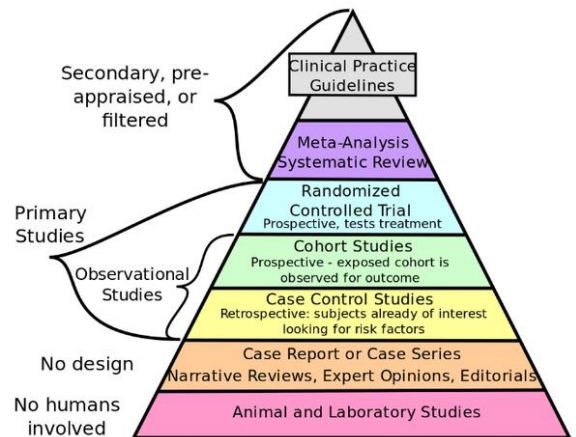 Clinical Practice
Guidelines
Secondary, pre-
appraised, or
filtered
Meta-Analysis
Systematic Review
Randomized
Controlled Trial
Prospective, tests treatment
Primary
Studies
Cohort Studies
Prospective - exposed cohort is
observed for outcome
Observational
Studies
Case Control Studies
Retrospective: subjects already of interest
looking for risk factors
No design
Case Report or Case Series
Narrative Reviews, Expert Opinions, Editorials
No humans
involved
Animal and Laboratory Studies